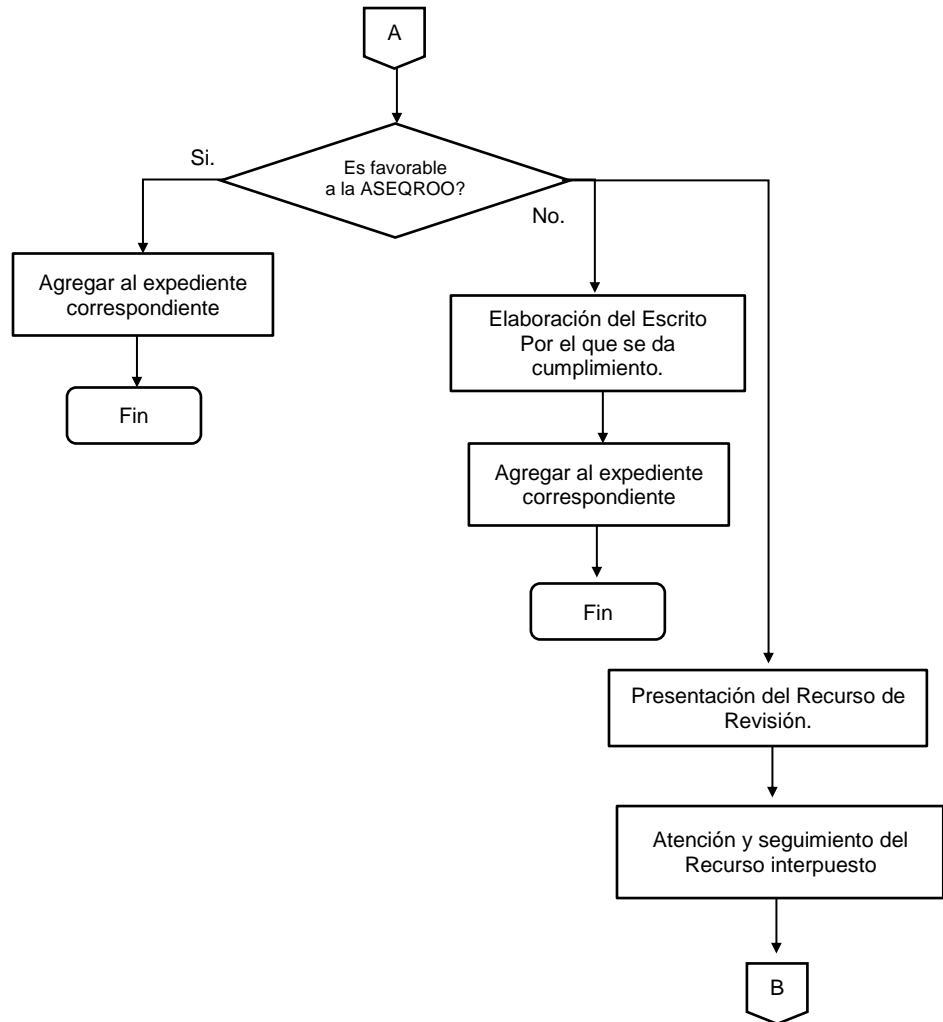 A
Es favorable
a la ASEQROO?
Si.
No.
Agregar al expediente
correspondiente
Fin
Elaboración del Escrito
Por el que se da
cumplimiento.
Agregar al expediente
correspondiente
Fin
Presentación del Recurso de
Revisión.
Atención y seguimiento del
Recurso interpuesto
B